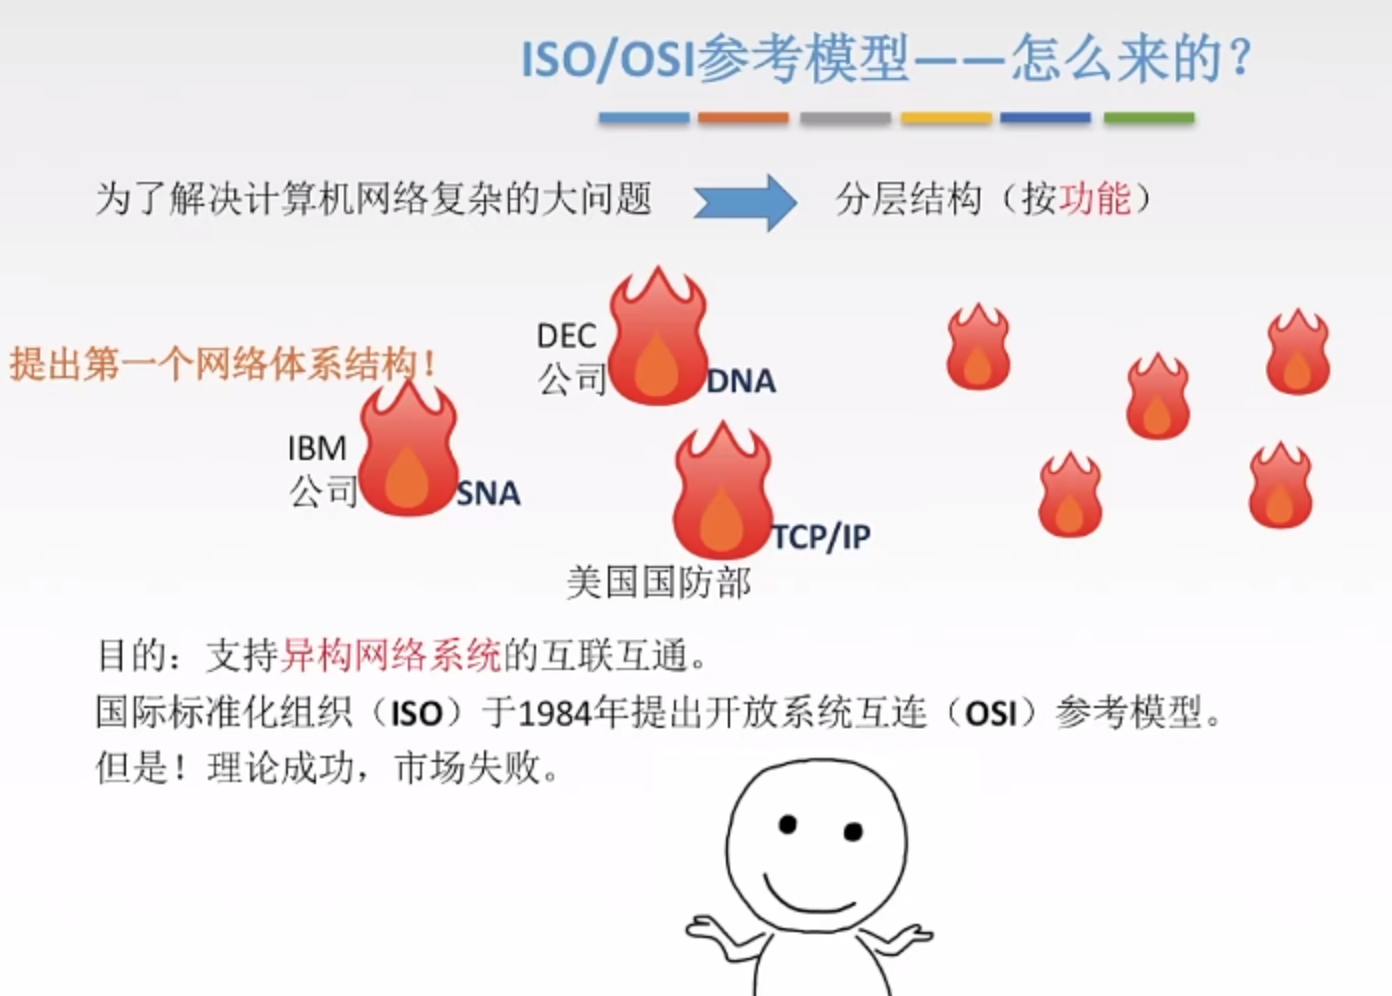 ISO/OSI参考模型——怎么来的？
为了解决计算机网络复杂的大问题
分层结构（按功能）
提出第一个网络体系结构！
DEC
公司
DNA
IBM
公司
SNA
TCP/IP
美国国防部
目的：支持异构网络系统的互联互通。
国际标准化组织（ISO）于1984年提出开放系统互连（OSI）参考模型。
但是！理论成功，市场失败。